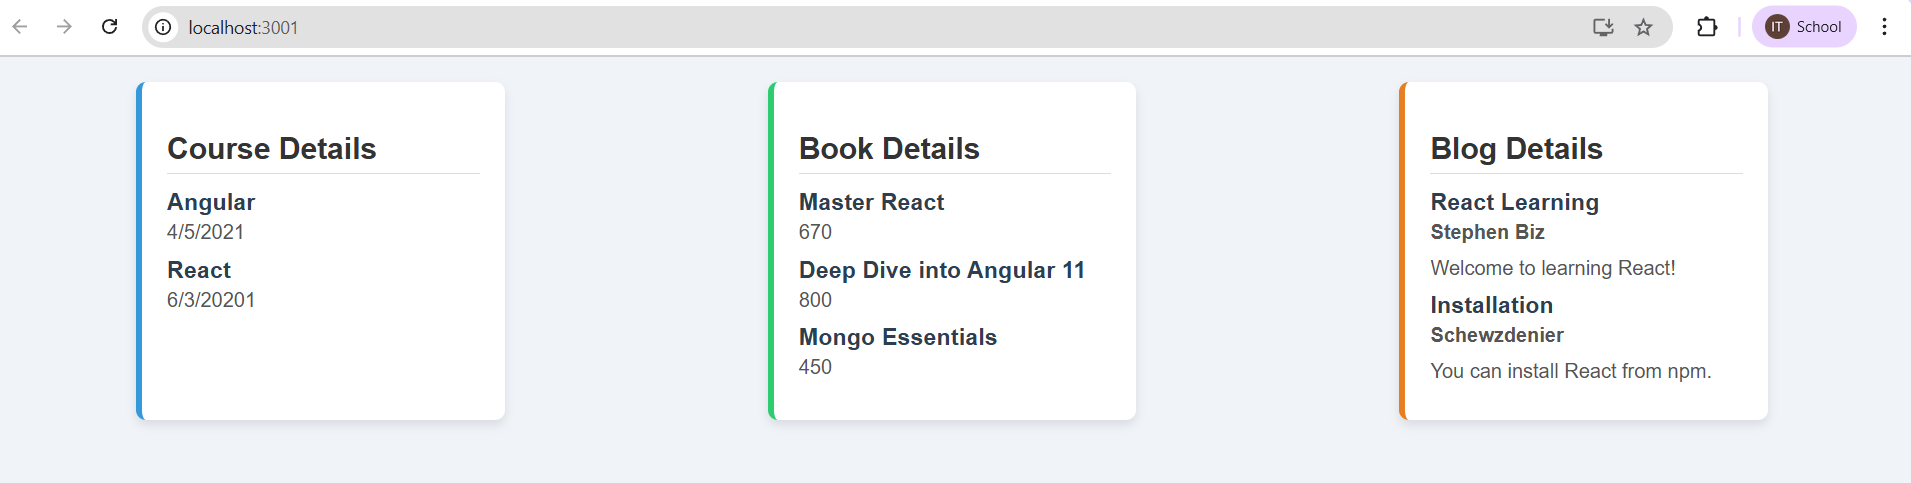 localhost:3001
IT School
Course Details
Angular
4/5/2021
React
6/3/20201
Book Details
Master React
670
Deep Dive into Angular 11
800
Mongo Essentials
450
Blog Details
React Learning
Stephen Biz
Welcome to learning React!
Installation
Schewzdenier
You can install React from npm.